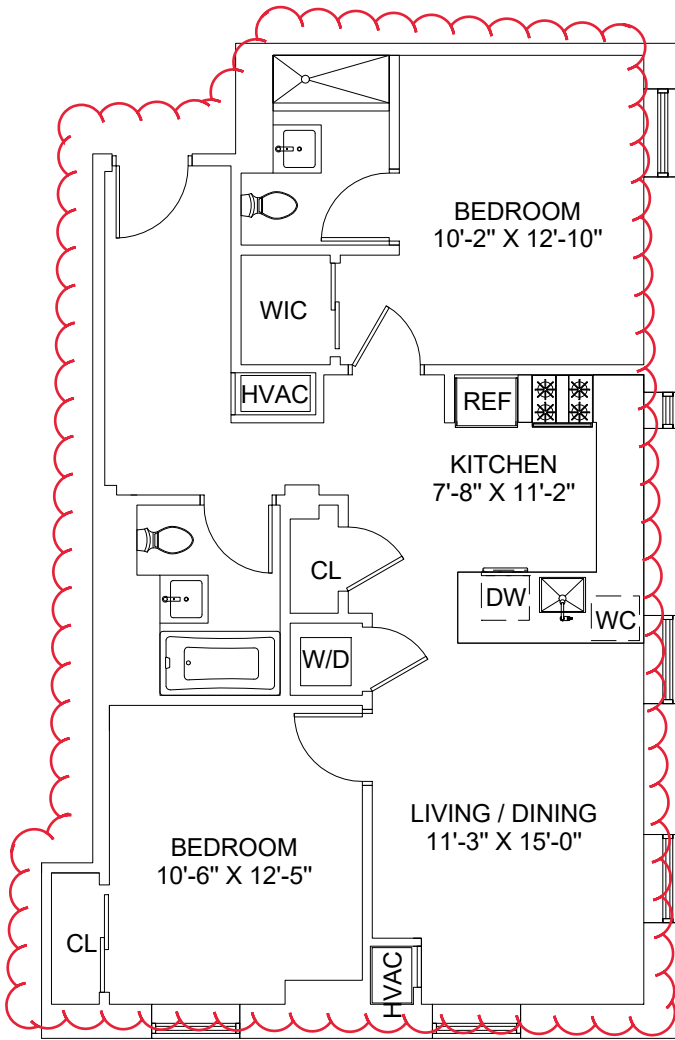 BEDROOM
10'-2" X 12'-10"
WIC
HVAC
REF
KITCHEN
7'-8" X 11'-2"
CL
DW
WC
W/D
LIVING / DINING
11'-3" X 15'-0"
BEDROOM
10'-6" X 12'-5"
CL
HVAC